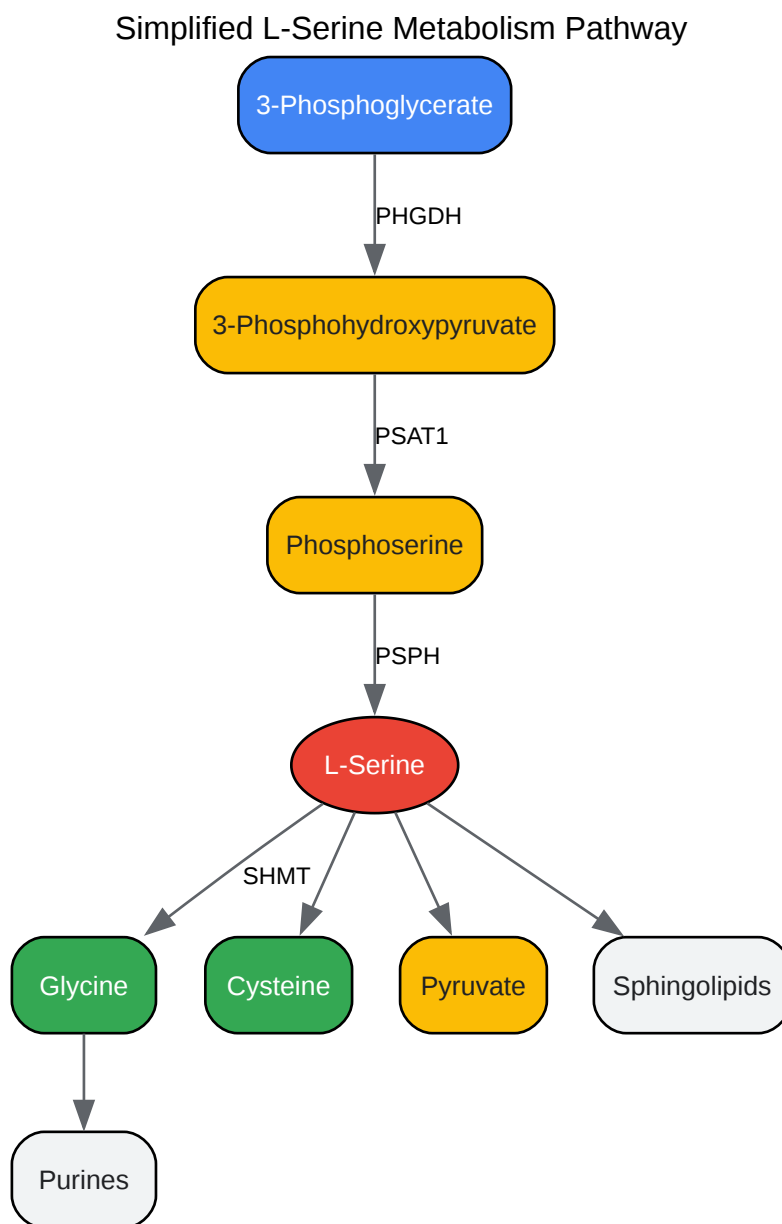 Simplified L-Serine Metabolism Pathway
3-Phosphoglycerate
PHGDH
3-Phosphohydroxypyruvate
PSAT1
Phosphoserine
PSPH
L-Serine
SHMT
Glycine
Cysteine
Pyruvate
Sphingolipids
Purines